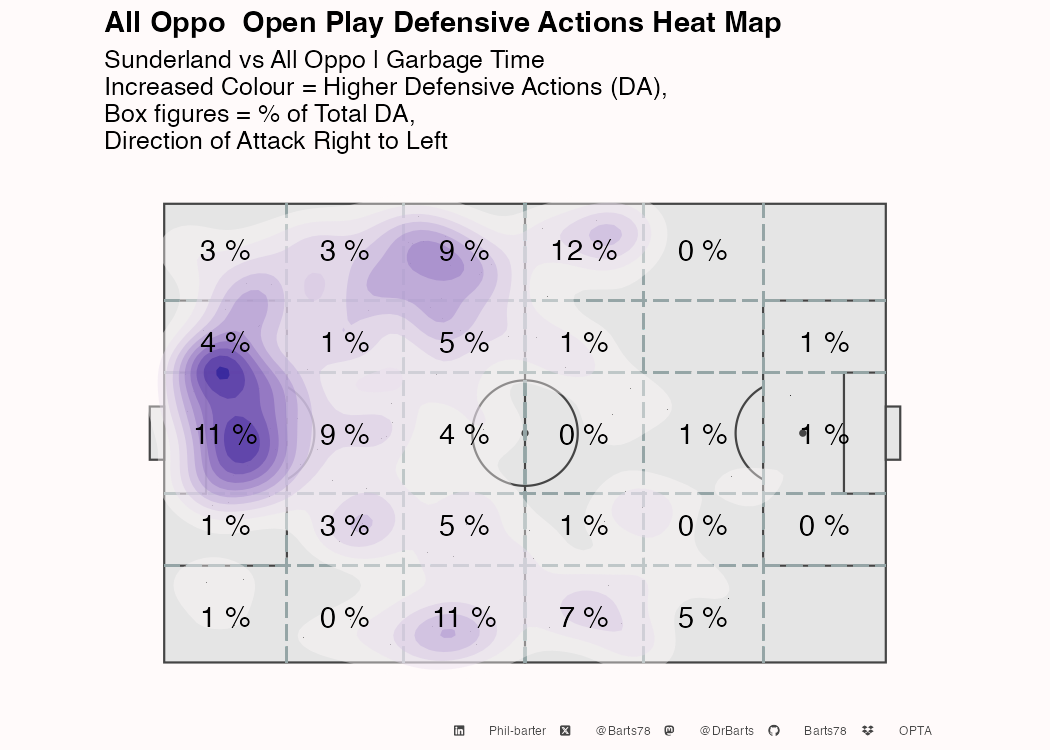 All Oppo  Open Play Defensive Actions Heat Map
Sunderland vs All Oppo | Garbage Time
Increased Colour = Higher Defensive Actions (DA),
Box figures = % of Total DA,
Direction of Attack Right to Left
3 % 3 % 9 % 12 % 0 %
4 % 1 % 5 % 1 % 1 %
11 % 9 % 4 % 0 % 1 % 1 %
1 % 3 % 5 % 1 % 0 % 0 %
1 % 0 % 11 % 7 % 5 %
Phil-barter @Barts78 @DrBarts Barts78 OPTA